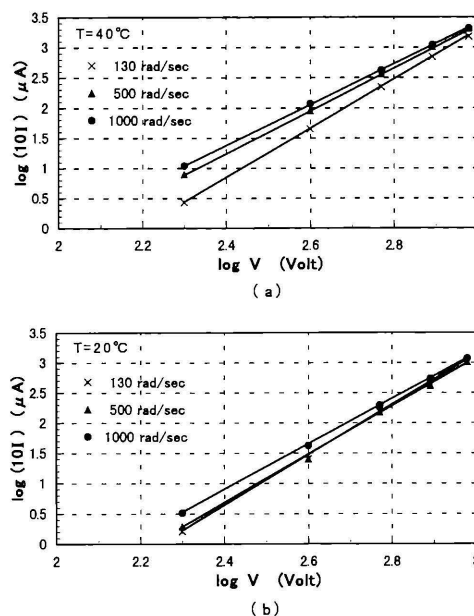 3.5
T=40℃
3
× 130 rad/sec
2.5
▲ 500 rad/sec
2
● 1000 rad/sec
1.5
1
0.5
0
log (10I) (μA)
2 2.2 2.4 2.6 2.8
log V (Volt)
(a)
3.5
T=20℃
3
× 130 rad/sec
2.5
▲ 500 rad/sec
2
● 1000 rad/sec
1.5
1
0.5
0
log (10I) (μA)
2 2.2 2.4 2.6 2.8
log V (Volt)
(b)